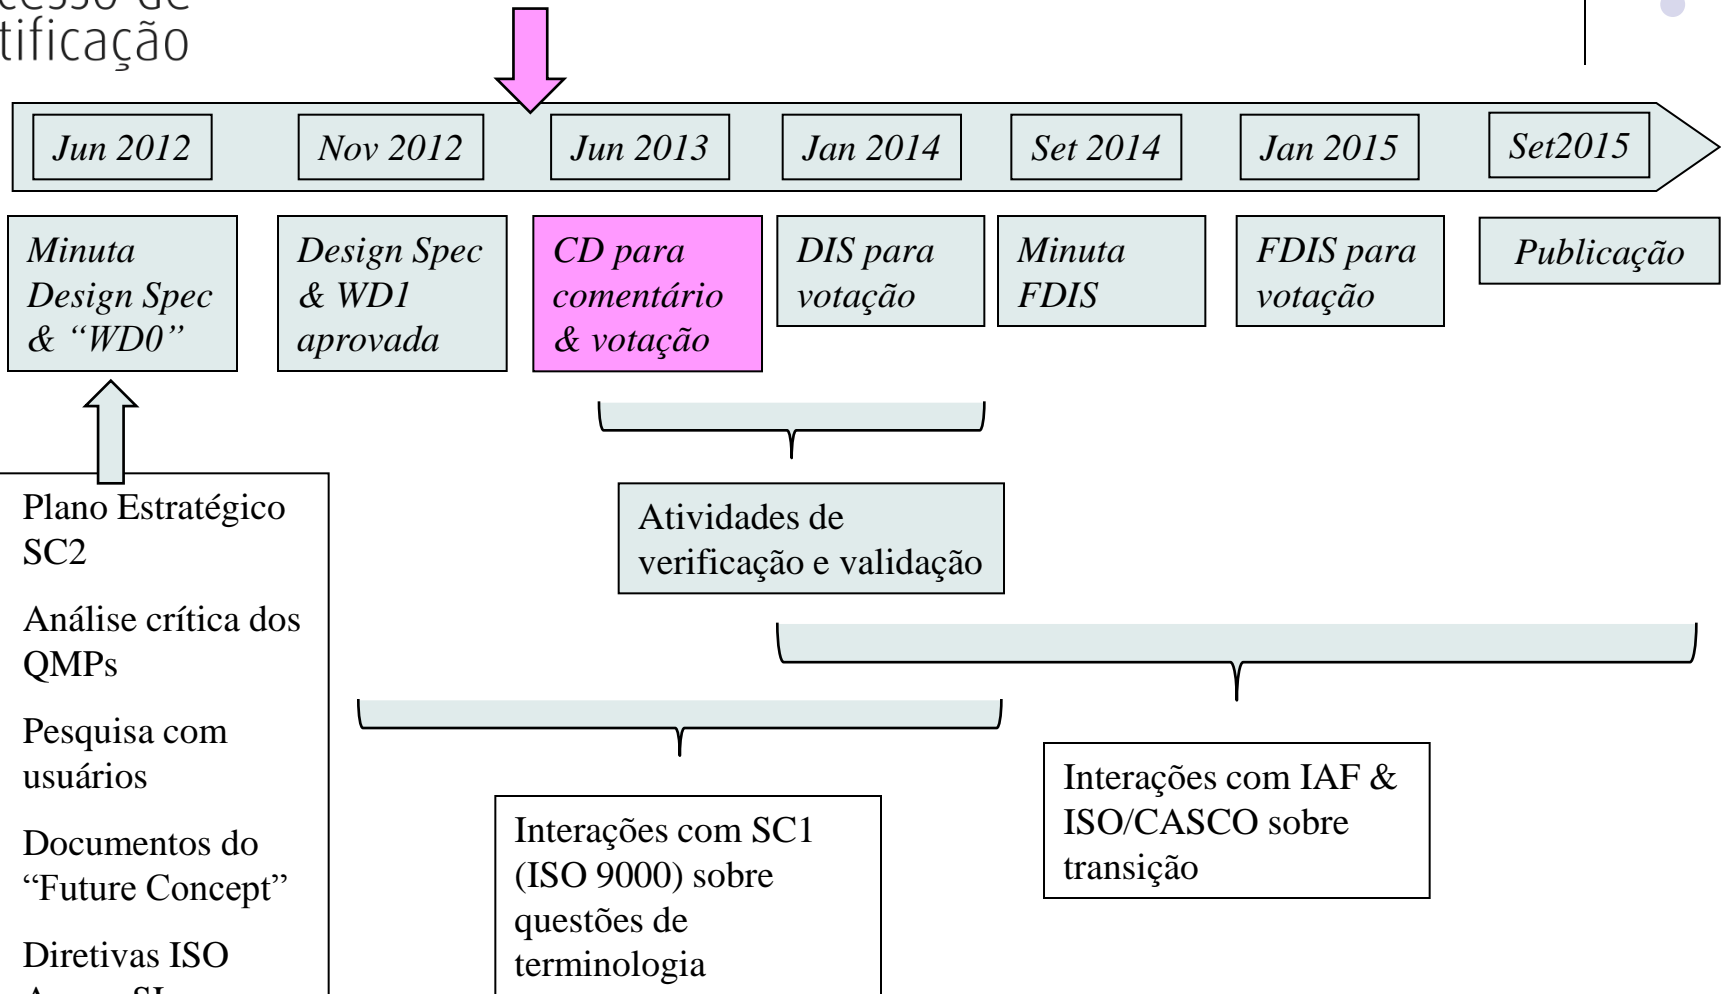 tificação
Jun 2012
Nov 2012
Jun 2013
Jan 2014
Set 2014
Jan 2015
Set2015
Minuta
Design Spec
& “WD0”
Design Spec
& WD1
aprovada
CD para
comentário
& votação
DIS para
votação
Minuta
FDIS
FDIS para
votação
Publicação
Plano Estratégico
SC2
Análise crítica dos
QMPs
Pesquisa com
usuários
Documentos do
“Future Concept”
Diretivas ISO
Atividades de
verificação e validação
Interações com SC1
(ISO 9000) sobre
questões de
terminologia
Interações com IAF &
ISO/CASCO sobre
transição